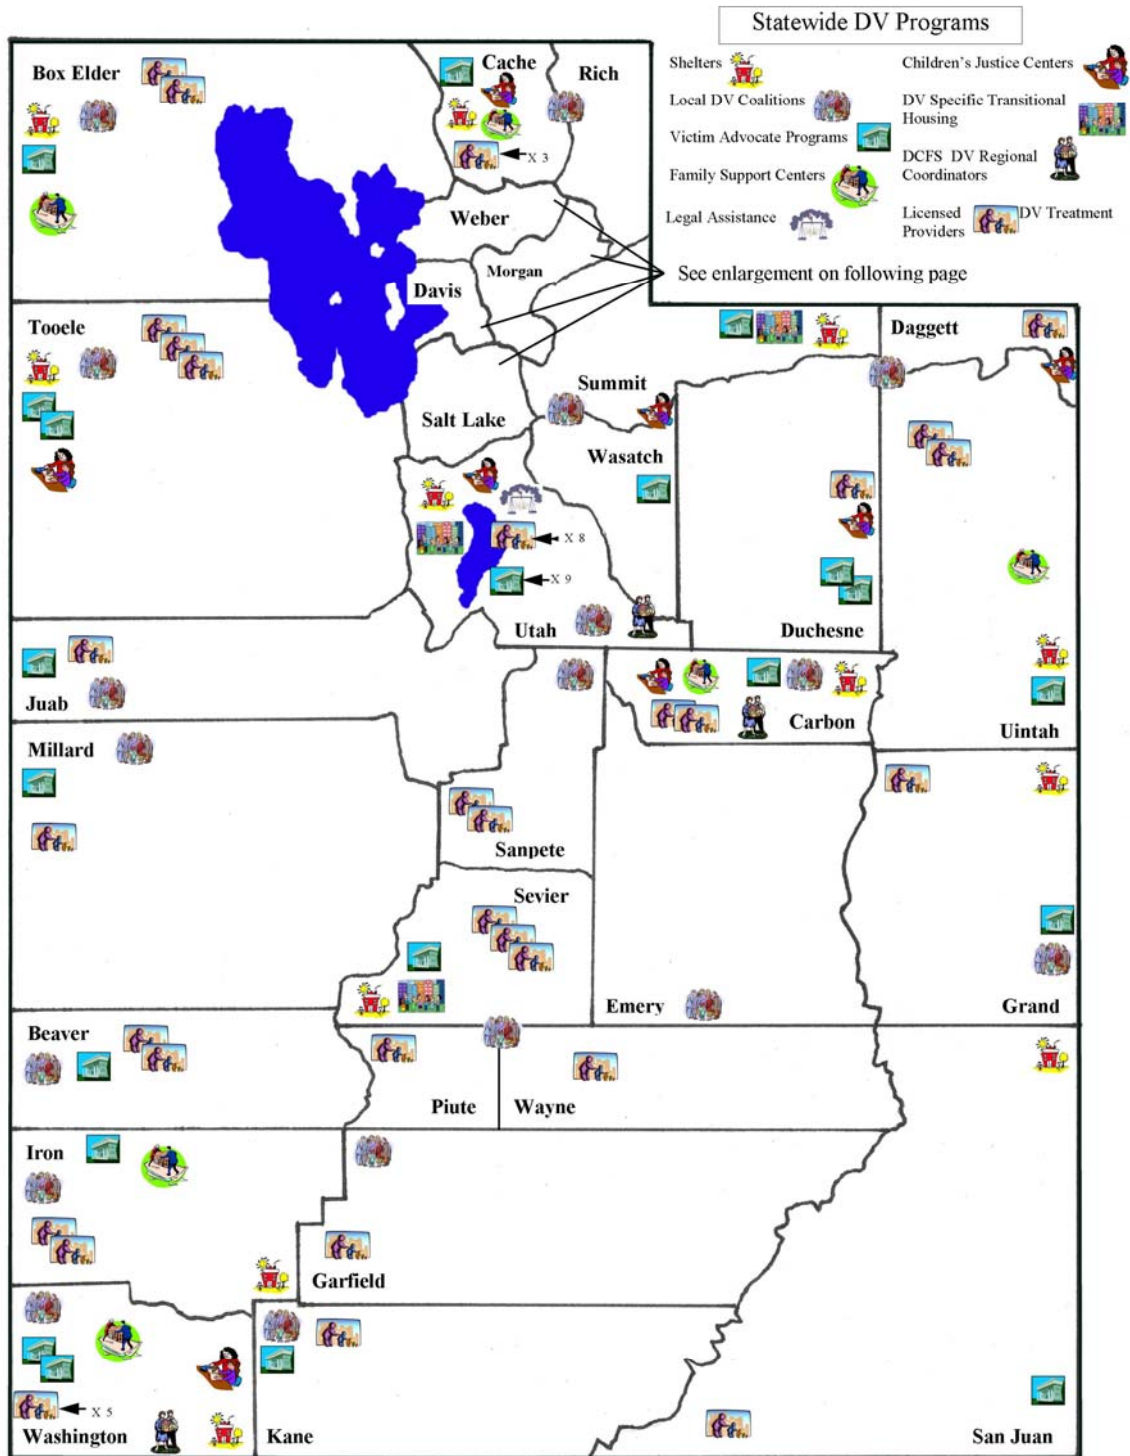 Statewide DV Programs
Shelters
Children's Justice Centers
Local DV Coalitions
DV Specific Transitional
Housing
Victim Advocate Programs
DCFS DV Regional
Coordinators
Family Support Centers
Legal Assistance
Licensed DV Treatment
Providers
See enlargement on following page
Box Elder
Cache
Rich
X 3
Weber
Morgan
Davis
Tooele
Daggett
Summit
Salt Lake
Wasatch
X 8
X 9
Utah
Duchesne
Juab
Carbon
Uintah
Millard
Sanpete
Sevier
Emery
Grand
Beaver
Piute
Wayne
Iron
Garfield
X 5
Washington
Kane
San Juan